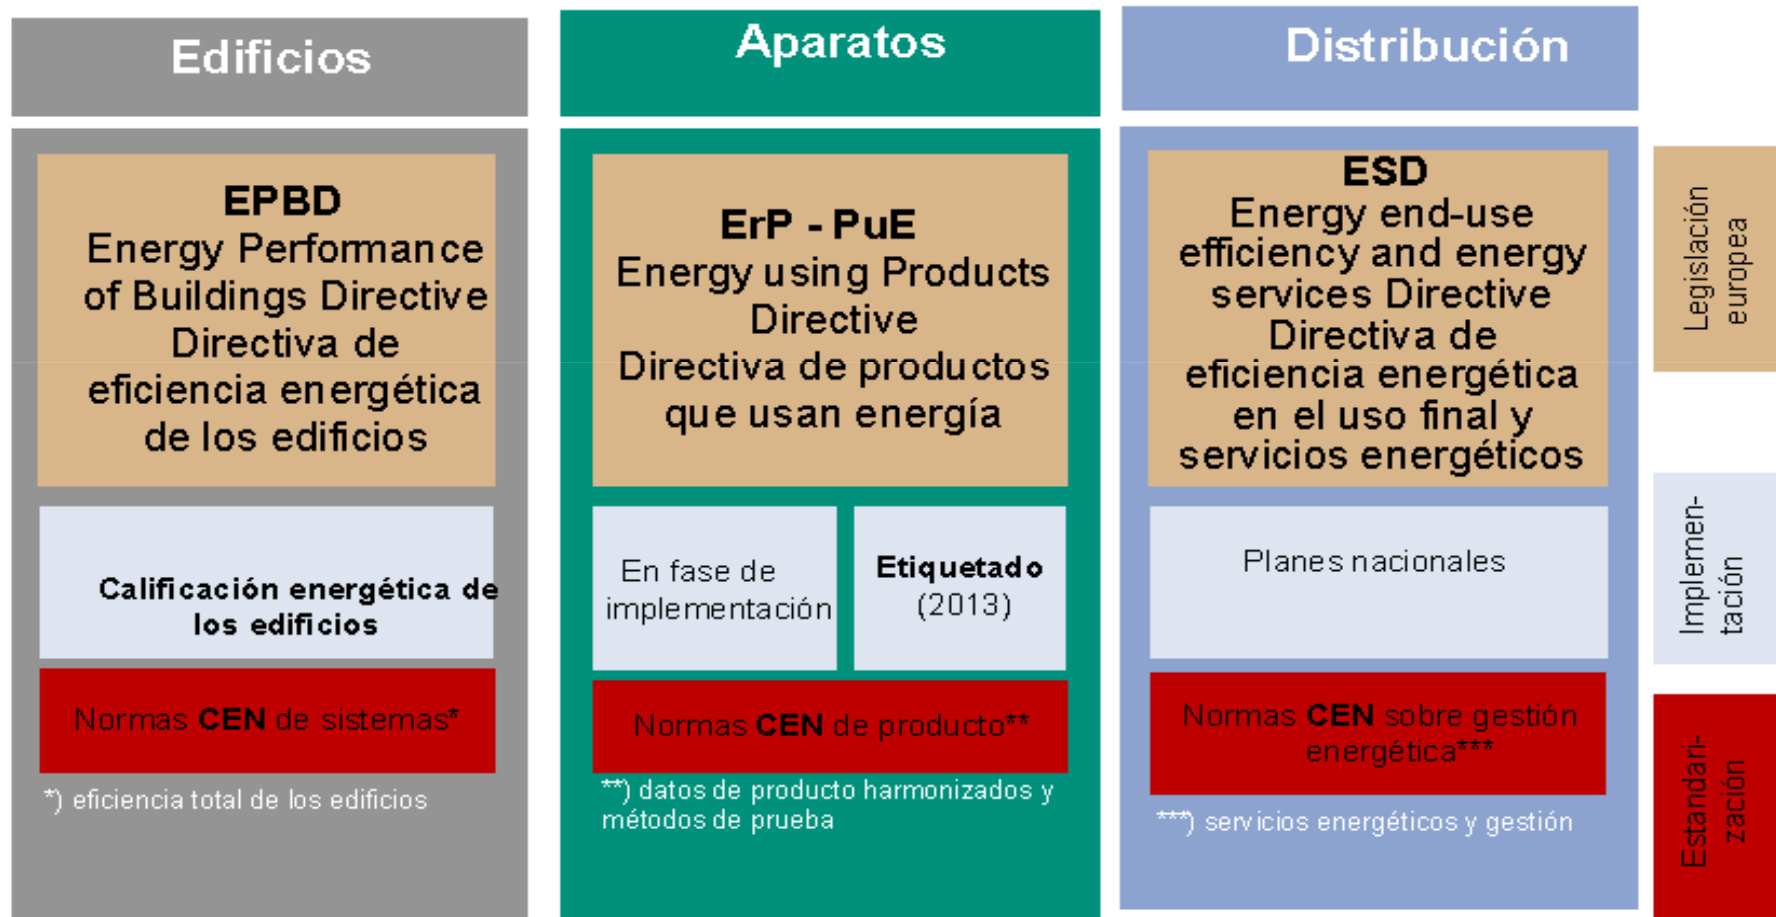 Edificios
EPBD
Energy Performance
of Buildings Directive
Directiva de
eficiencia energética
de los edificios
Calificación energética de
los edificios
Normas CEN de sistemas*
*) eficiencia total de los edificios
Aparatos
ErP - PuE
Energy using Products
Directive
Directiva de productos
que usan energía
En fase de
implementación
Etiquetado
(2013)
Normas CEN de producto**
**) datos de producto harmonizados y
métodos de prueba
Distribución
ESD
Energy end-use
efficiency and energy
services Directive
Directiva de
eficiencia energética
en el uso final y
servicios energéticos
Planes nacionales
Normas CEN sobre gestión
energética***
***) servicios energéticos y gestión
Legislación
europea
Implemen-
tación
Estandari-
zación